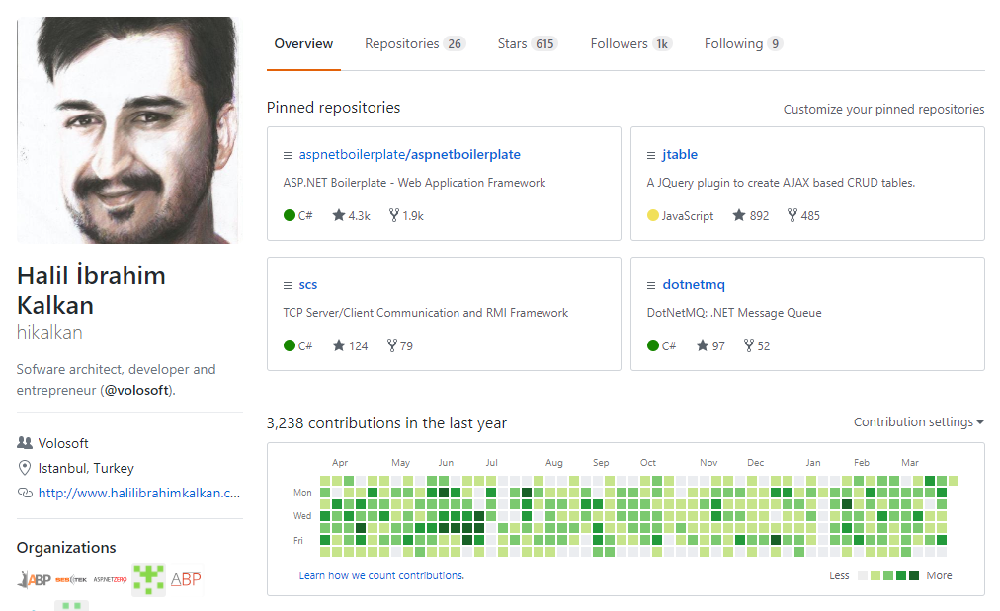 Overview Repositories 26 Stars 615 Followers 1k Following 9
Pinned repositories Customize your pinned repositories
aspnetboilerplate/aspnetboilerplate
ASP.NET Boilerplate - Web Application Framework
C# 4.3k 1.9k
jtable
A JQuery plugin to create AJAX based CRUD tables.
JavaScript 892 485
scs
TCP Server/Client Communication and RMI Framework
C# 124 79
dotnetmq
DotNetMQ: .NET Message Queue
C# 97 52
Halil İbrahim
Kalkan
hikalkan
Sofware architect, developer and
entrepreneur (@volosoft).
Volosoft
Istanbul, Turkey
http://www.halilibrahimkalkan.c...
Organizations
ABP
ASP.NET ZERO
ABP
3,238 contributions in the last year Contribution settings
Apr May Jun Jul Aug Sep Oct Nov Dec Jan Feb Mar
Mon
Wed
Fri
Learn how we count contributions. Less More